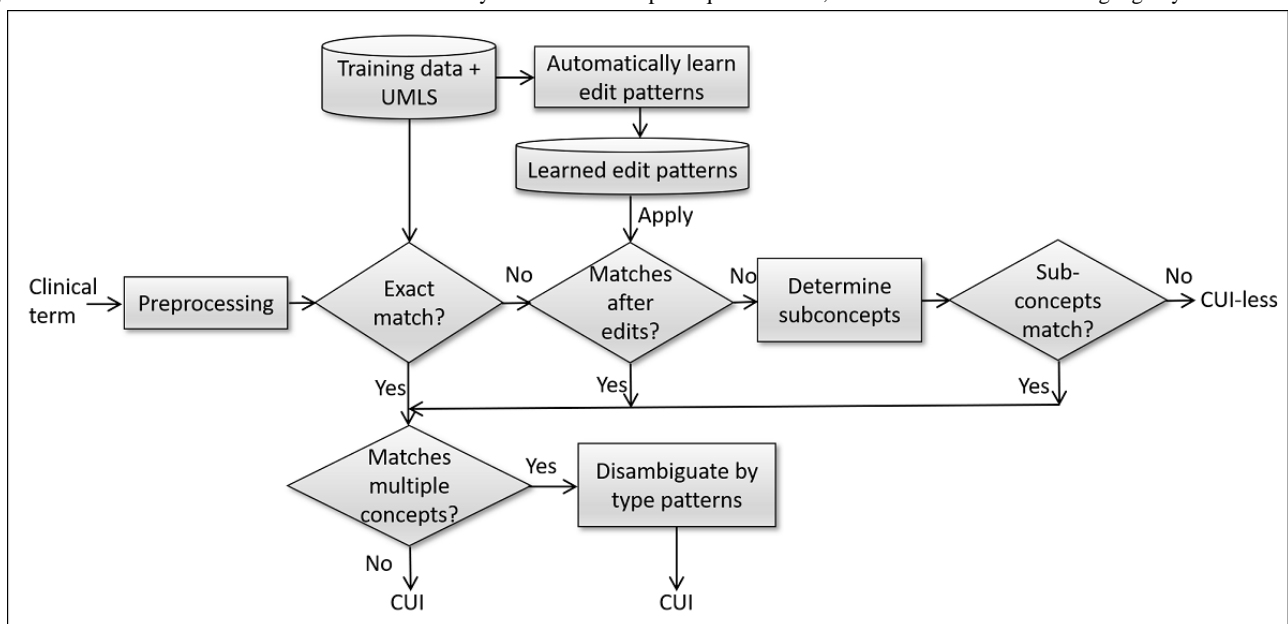 Training data +
UMLS
Automatically learn
edit patterns
Learned edit patterns
Apply
Clinical
term
Preprocessing
Exact
match?
No
Matches
after
edits?
No
Determine
subconcepts
Sub-
concepts
match?
No
CUI-less
Yes
Yes
Yes
Matches
multiple
concepts?
Yes
Disambiguate by
type patterns
No
CUI
CUI